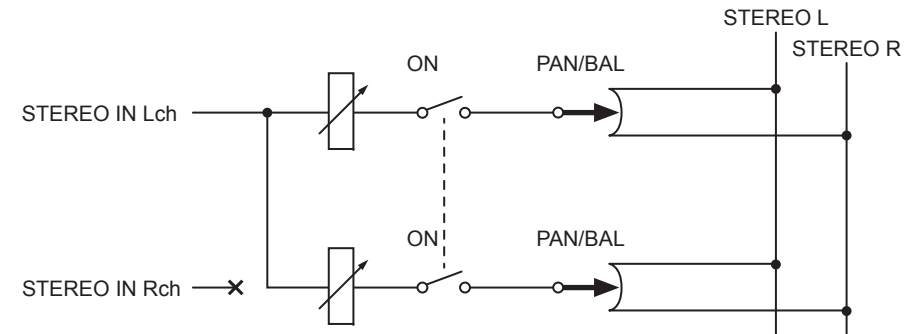 STEREO L
STEREO R
ON PAN/BAL
STEREO IN Lch
ON PAN/BAL
STEREO IN Rch